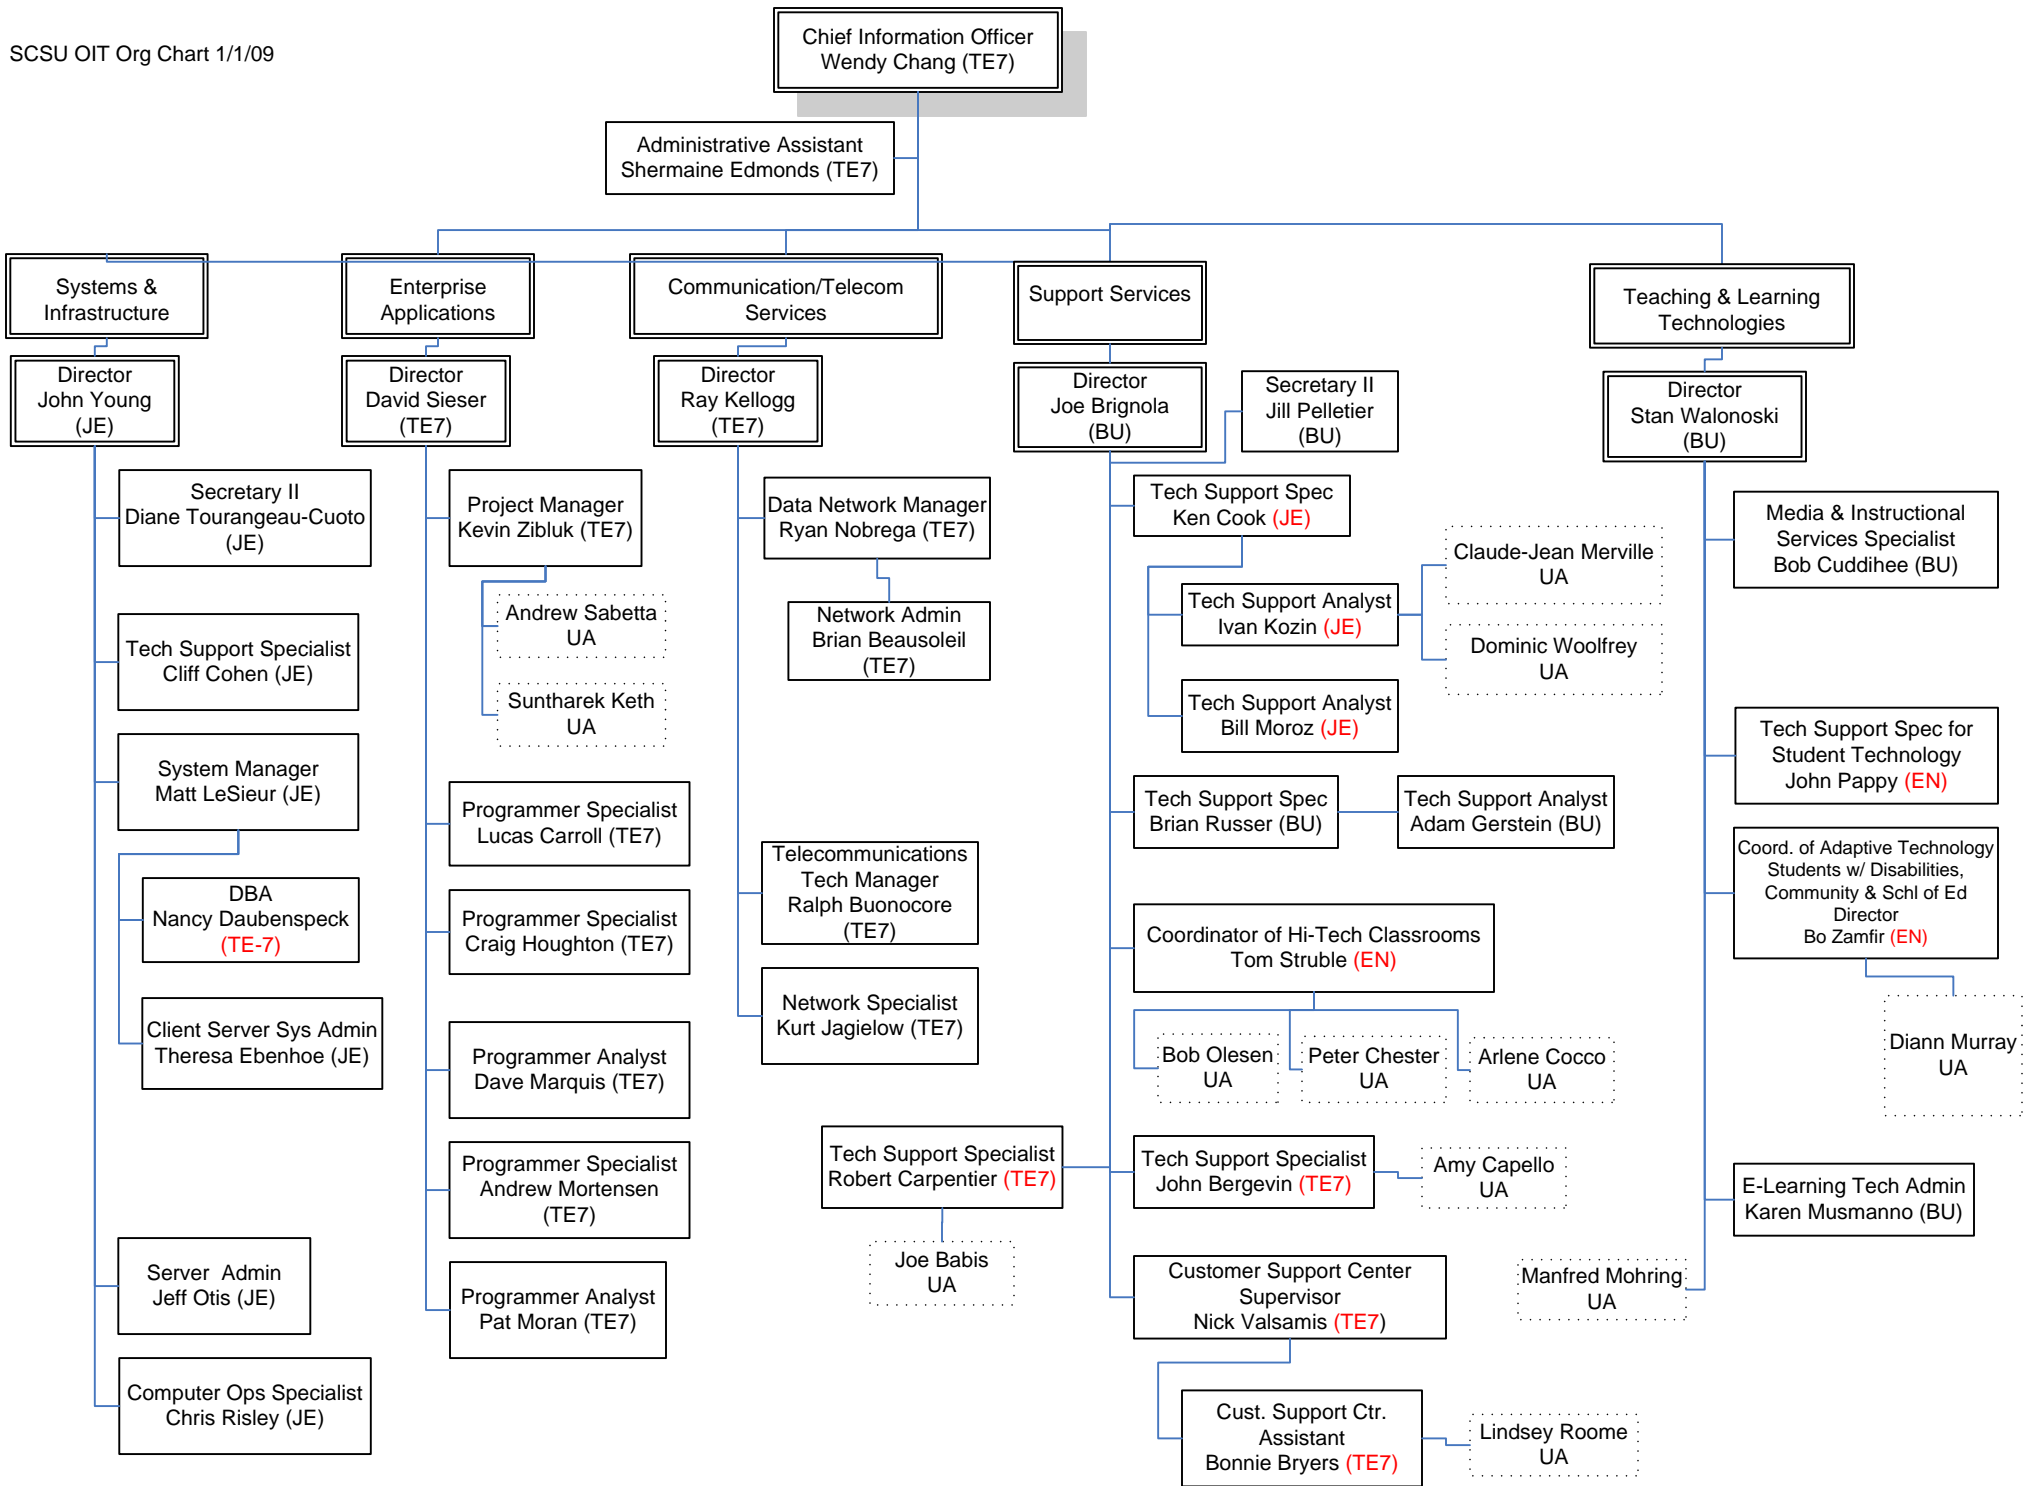 SCSU OIT Org Chart 1/1/09
Chief Information Officer
Wendy Chang (TE7)
Administrative Assistant
Shermaine Edmonds (TE7)
Systems &
Infrastructure
Director
John Young
(JE)
Secretary II
Diane Tourangeau-Cuoto
(JE)
Tech Support Specialist
Cliff Cohen (JE)
System Manager
Matt LeSieur (JE)
DBA
Nancy Daubenspeck
(TE-7)
Client Server Sys Admin
Theresa Ebenhoe (JE)
Server  Admin
Jeff Otis (JE)
Computer Ops Specialist
Chris Risley (JE)
Enterprise
Applications
Director
David Sieser
(TE7)
Project Manager
Kevin Zibluk (TE7)
Andrew Sabetta
UA
Suntharek Keth
UA
Programmer Specialist
Lucas Carroll (TE7)
Programmer Specialist
Craig Houghton (TE7)
Programmer Analyst
Dave Marquis (TE7)
Programmer Specialist
Andrew Mortensen
(TE7)
Programmer Analyst
Pat Moran (TE7)
Communication/Telecom
Services
Director
Ray Kellogg
(TE7)
Data Network Manager
Ryan Nobrega (TE7)
Network Admin
Brian Beausoleil
(TE7)
Telecommunications
Tech Manager
Ralph Buonocore
(TE7)
Network Specialist
Kurt Jagielow (TE7)
Support Services
Director
Joe Brignola
(BU)
Secretary II
Jill Pelletier
(BU)
Tech Support Spec
Ken Cook (JE)
Tech Support Analyst
Ivan Kozin (JE)
Claude-Jean Merville
UA
Dominic Woolfrey
UA
Tech Support Analyst
Bill Moroz (JE)
Tech Support Spec
Brian Russer (BU)
Tech Support Analyst
Adam Gerstein (BU)
Coordinator of Hi-Tech Classrooms
Tom Struble (EN)
Bob Olesen
UA
Peter Chester
UA
Arlene Cocco
UA
Tech Support Specialist
Robert Carpentier (TE7)
Joe Babis
UA
Tech Support Specialist
John Bergevin (TE7)
Amy Capello
UA
Customer Support Center
Supervisor
Nick Valsamis (TE7)
Cust. Support Ctr.
Assistant
Bonnie Bryers (TE7)
Lindsey Roome
UA
Teaching & Learning
Technologies
Director
Stan Walonoski
(BU)
Media & Instructional
Services Specialist
Bob Cuddihee (BU)
Tech Support Spec for
Student Technology
John Pappy (EN)
Coord. of Adaptive Technology
Students w/ Disabilities,
Community & Schl of Ed
Director
Bo Zamfir (EN)
Diann Murray
UA
E-Learning Tech Admin
Karen Musmanno (BU)
Manfred Mohring
UA